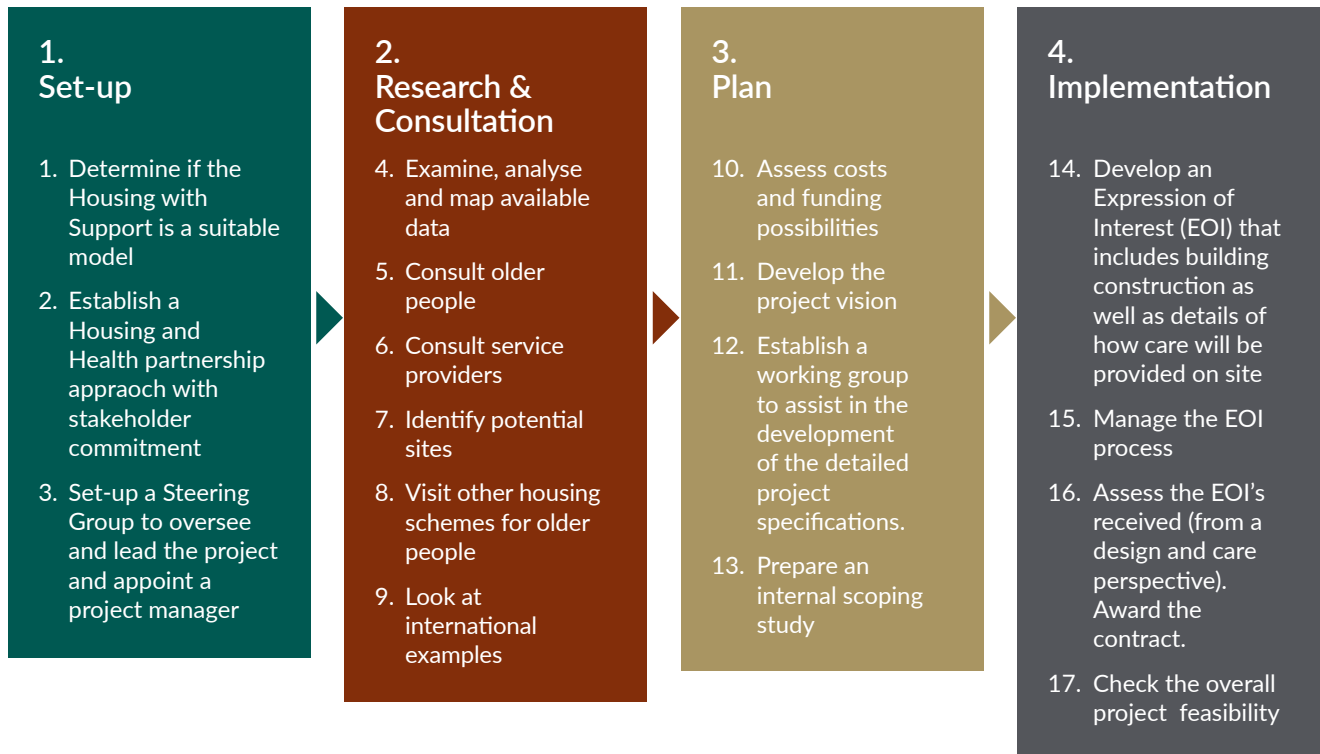 1.
Set-up
1. Determine if the
Housing with
Support is a suitable
model
2. Establish a
Housing and
Health partnership
appraoch with
stakeholder
commitment
3. Set-up a Steering
Group to oversee
and lead the project
and appoint a
project manager
2.
Research &
Consultation
4. Examine, analyse
and map available
data
5. Consult older
people
6. Consult service
providers
7. Identify potential
sites
8. Visit other housing
schemes for older
people
9. Look at
international
examples
3.
Plan
10. Assess costs
and funding
possibilities
11. Develop the
project vision
12. Establish a
working group
to assist in the
development
of the detailed
project
specifications.
13. Prepare an
internal scoping
study
4.
Implementation
14. Develop an
Expression of
Interest (EOI) that
includes building
construction as
well as details of
how care will be
provided on site
15. Manage the EOI
process
16. Assess the EOI’s
received (from a
design and care
perspective).
Award the
contract.
17. Check the overall
project feasibility